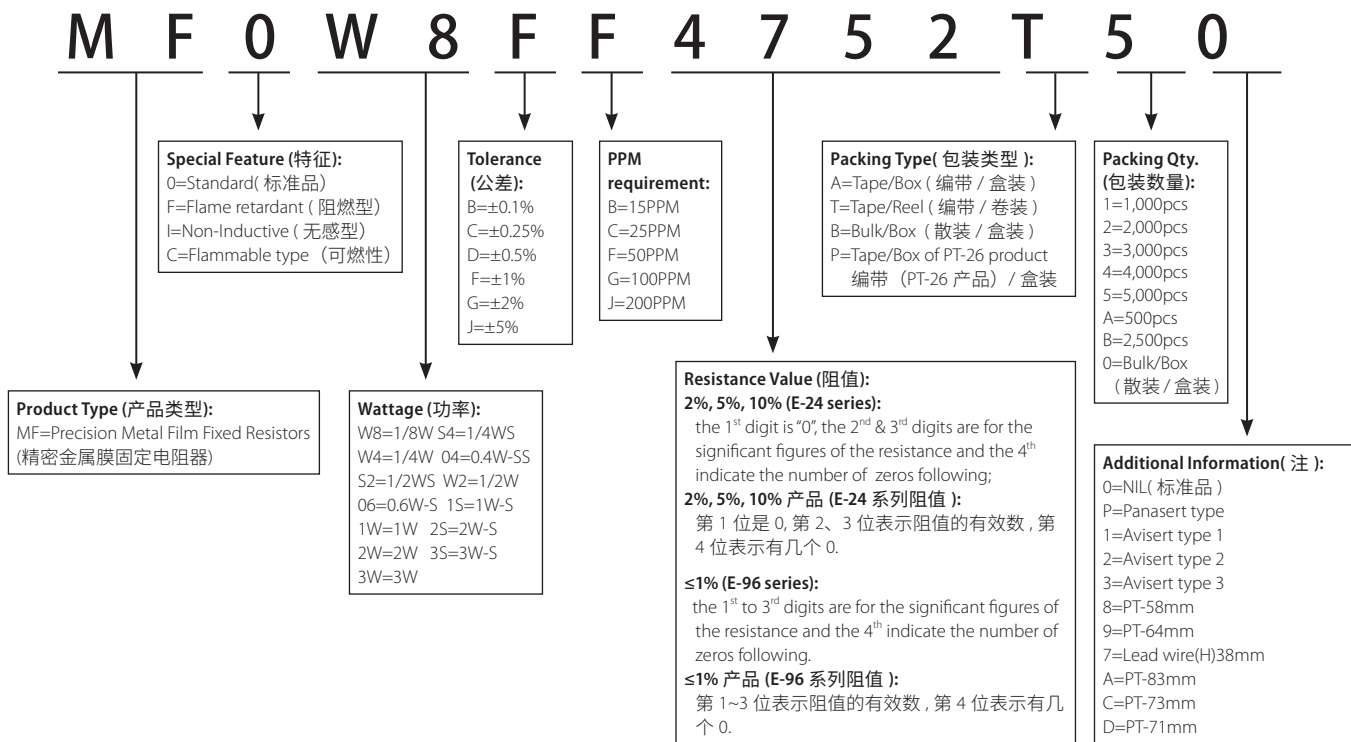 M F 0 W 8 F F 4 7 5 2 T 5 0
Special Feature (特征):
0=Standard( 标准品)
F=Flame retardant ( 阻燃型)
I=Non-Inductive ( 无感型)
C=Flammable type（可燃性）
Tolerance
(公差):
B=±0.1%
C=±0.25%
D=±0.5%
F=±1%
G=±2%
J=±5%
PPM
requirement:
B=15PPM
C=25PPM
F=50PPM
G=100PPM
J=200PPM
Packing Type( 包装类型 ):
A=Tape/Box ( 编带 / 盒装 )
T=Tape/Reel ( 编带 / 卷装 )
B=Bulk/Box （散装 / 盒装 )
P=Tape/Box of PT-26 product
编带（PT-26 产品）/ 盒装
Packing Qty.
(包装数量):
1=1,000pcs
2=2,000pcs
3=3,000pcs
4=4,000pcs
5=5,000pcs
A=500pcs
B=2,500pcs
0=Bulk/Box
（散装 / 盒装 )
Product Type (产品类型):
MF=Precision Metal Film Fixed Resistors
(精密金属膜固定电阻器)
Wattage (功率):
W8=1/8W S4=1/4WS
W4=1/4W 04=0.4W-SS
S2=1/2WS W2=1/2W
06=0.6W-S 1S=1W-S
1W=1W 2S=2W-S
2W=2W 3S=3W-S
3W=3W
Resistance Value (阻值):
2%, 5%, 10% (E-24 series):
the 1st digit is “0”, the 2nd & 3rd digits are for the
significant figures of the resistance and the 4th
indicate the number of zeros following;
2%, 5%, 10% 产品 (E-24 系列阻值 ):
第 1 位是 0, 第 2、3 位表示阻值的有效数 , 第
4 位表示有几个 0.
≤1% (E-96 series):
the 1st to 3rd digits are for the significant figures of
the resistance and the 4th indicate the number of
zeros following.
≤1% 产品 (E-96 系列阻值 ):
第 1~3 位表示阻值的有效数 , 第 4 位表示有几
个 0.
Additional Information( 注 ):
0=NIL( 标准品 )
P=Panasert type
1=Avisert type 1
2=Avisert type 2
3=Avisert type 3
8=PT-58mm
9=PT-64mm
7=Lead wire(H)38mm
A=PT-83mm
C=PT-73mm
D=PT-71mm